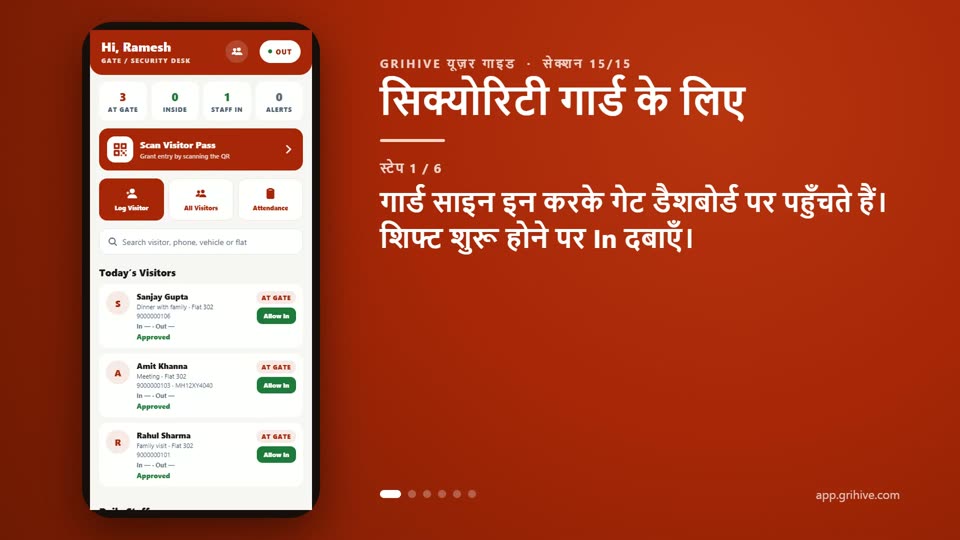 Hi, Ramesh
GATE / SECURITY DESK
OUT
3
AT GATE
0
INSIDE
1
STAFF IN
0
ALERTS
Scan Visitor Pass
Grant entry by scanning the QR
Log Visitor
All Visitors
Attendance
Search visitor, phone, vehicle or flat
Today's Visitors
S
Sanjay Gupta
Dinner with family · Flat 302
9000000106
In — · Out —
Approved
AT GATE
Allow In
A
Amit Khanna
Meeting · Flat 302
9000000103 · MH12XY4040
In — · Out —
Approved
AT GATE
Allow In
R
Rahul Sharma
Family visit · Flat 302
9000000101
In — · Out —
Approved
AT GATE
Allow In
GRIHIVE यूज़र गाइड · सेक्शन 15/15
सिक्योरिटी गार्ड के लिए
स्टेप 1 / 6
गार्ड साइन इन करके गेट डैशबोर्ड पर पहुँचते हैं।
शिफ्ट शुरू होने पर In दबाएँ।
app.grihive.com